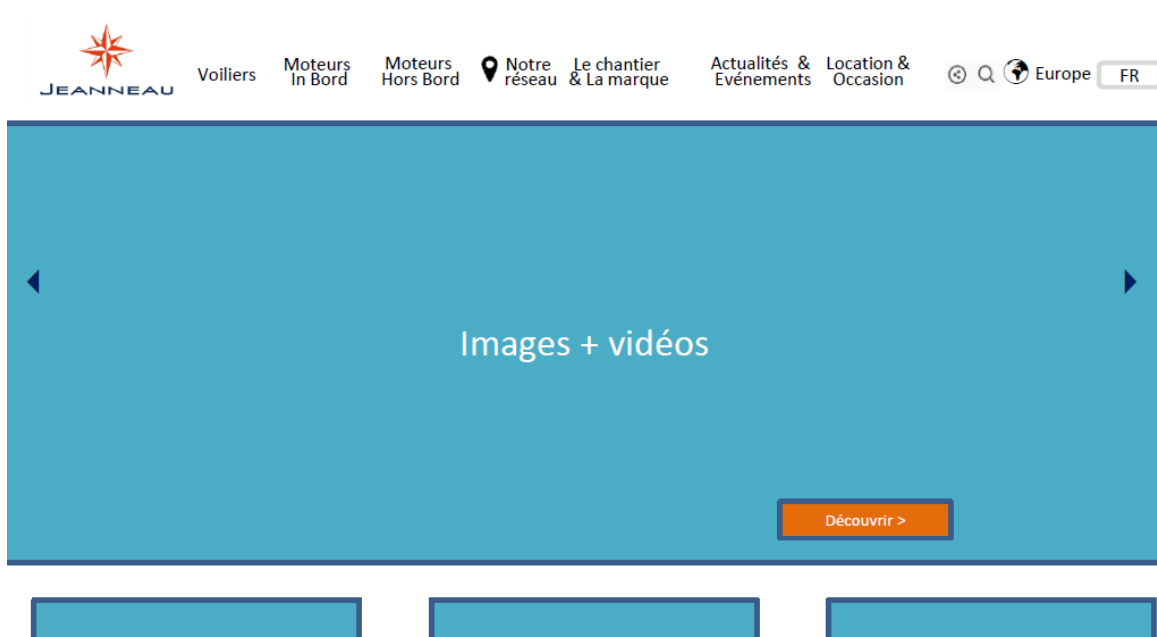 JEANNEAU
Voiliers
Moteurs
In Bord
Moteurs
Hors Bord
Notre
réseau
Le chantier
& La marque
Actualités &
Evénements
Location &
Occasion
Europe
FR
Images + vidéos
Découvrir >